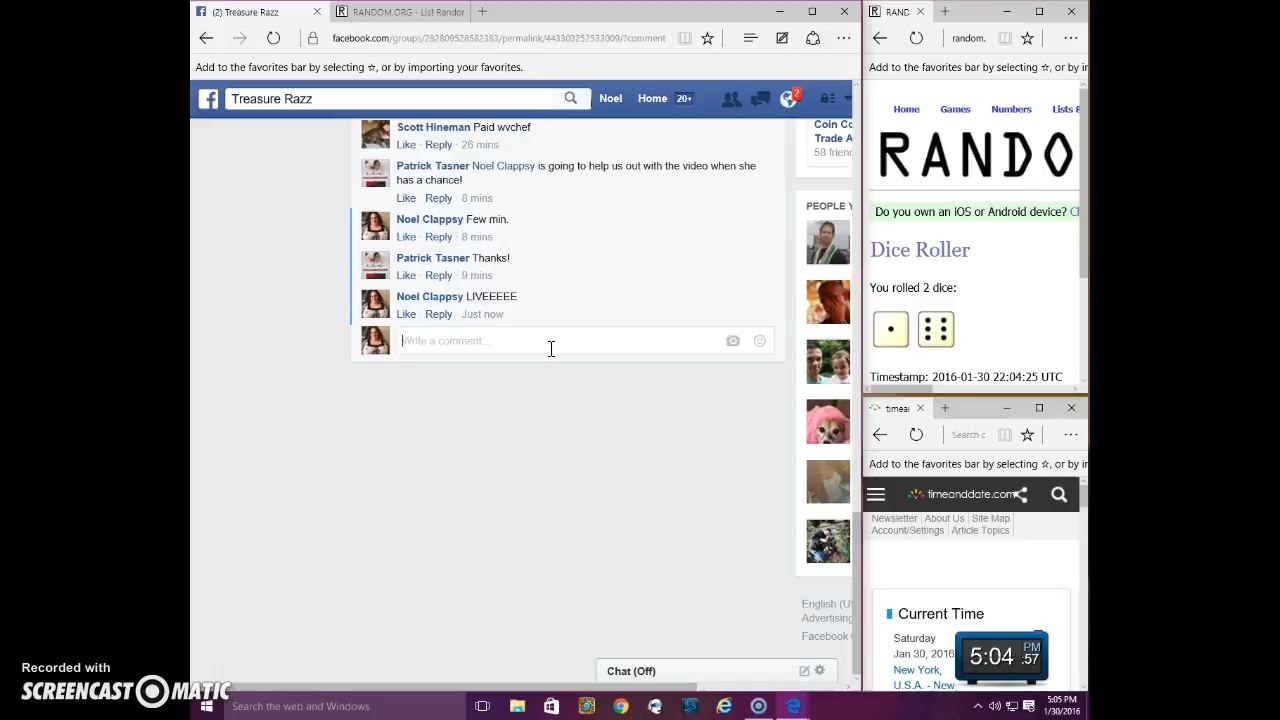 (2) Treasure Razz
RANDOM.ORG - List Randor
facebook.com/groups/282809528582383/permalink/443303252533009/?comment
Add to the favorites bar by selecting ☆, or by importing your favorites.
Treasure Razz
Noel
Home
20+
2
Scott Hineman Paid wvchef
Like · Reply · 26 mins
Patrick Tasner Noel Clappsy is going to help us out with the video when she
has a chance!
Like · Reply · 8 mins
Noel Clappsy Few min.
Like · Reply · 8 mins
Patrick Tasner Thanks!
Like · Reply · 9 mins
Noel Clappsy LIVEEEEE
Like · Reply · Just now
Write a comment...
Coin Co
Trade A
58 frienc
PEOPLE Y
English (US
Advertising
Facebook
Chat (Off)
RAND
random.
Add to the favorites bar by selecting ☆, or by i
Home
Games
Numbers
Lists &
RANDO
Do you own an iOS or Android device? C
Dice Roller
You rolled 2 dice:
Timestamp: 2016-01-30 22:04:25 UTC
timea
Search c
Add to the favorites bar by selecting ☆, or by i
timeanddate.com
Newsletter | About Us | Site Map |
Account/Settings | Article Topics |
Current Time
Saturday
Jan 30, 2016
New York,
U.S.A. - New
5:04 PM
:57
Recorded with
SCREENCAST-O-MATIC
Search the web and Windows
5:05 PM
1/30/2016